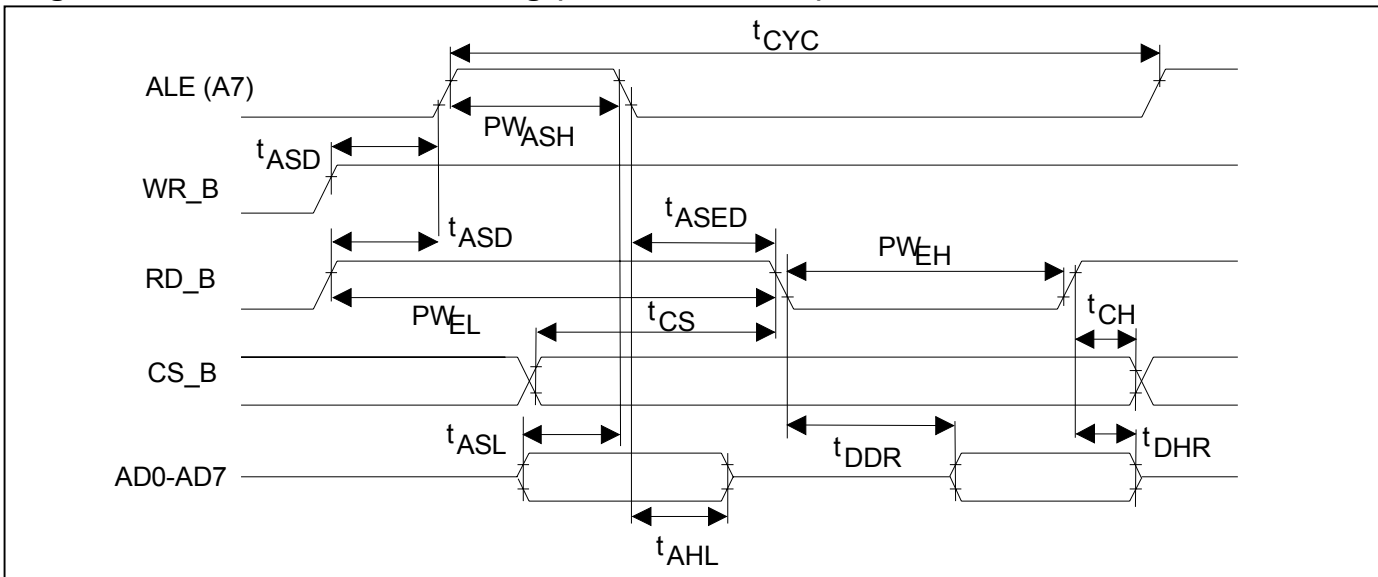 tCYC
ALE (A7)
PWASH
tASD
WR_B
tASED
tASD
PWEH
RD_B
PWEL
tCS
tCH
CS_B
tASL
tDDR
tDHR
AD0-AD7
tAHL